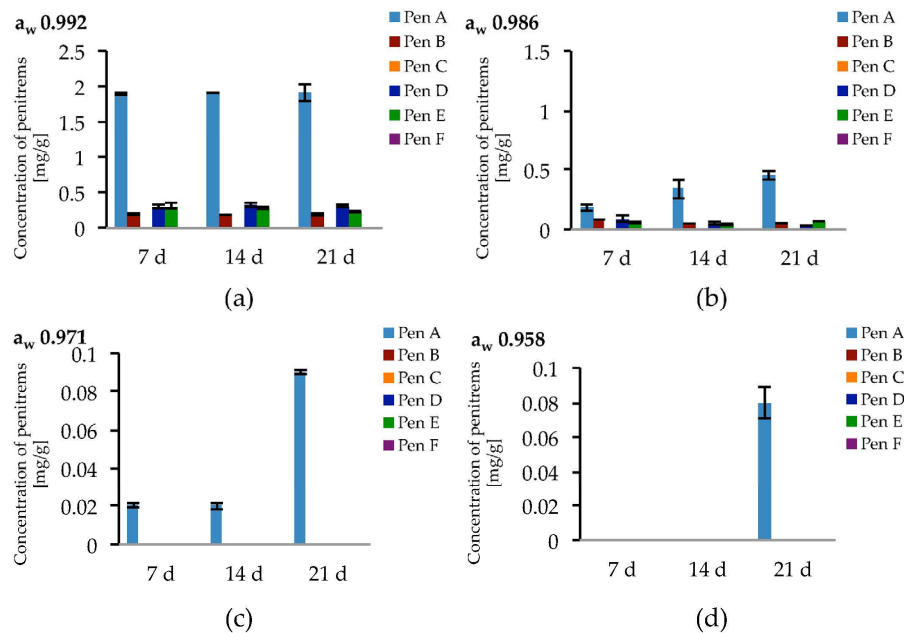 a_w 0.992
Concentration of penitrems
[mg/g]
2.5
2
1.5
1
0.5
0
7 d 14 d 21 d
Pen A
Pen B
Pen C
Pen D
Pen E
Pen F
(a)
a_w 0.986
Concentration of penitrems
[mg/g]
1.5
1
0.5
0
7 d 14 d 21 d
Pen A
Pen B
Pen C
Pen D
Pen E
Pen F
(b)
a_w 0.971
Concentration of penitrems
[mg/g]
0.1
0.08
0.06
0.04
0.02
0
7 d 14 d 21 d
Pen A
Pen B
Pen C
Pen D
Pen E
Pen F
(c)
a_w 0.958
Concentration of penitrems
[mg/g]
0.1
0.08
0.06
0.04
0.02
0
7 d 14 d 21 d
Pen A
Pen B
Pen C
Pen D
Pen E
Pen F
(d)